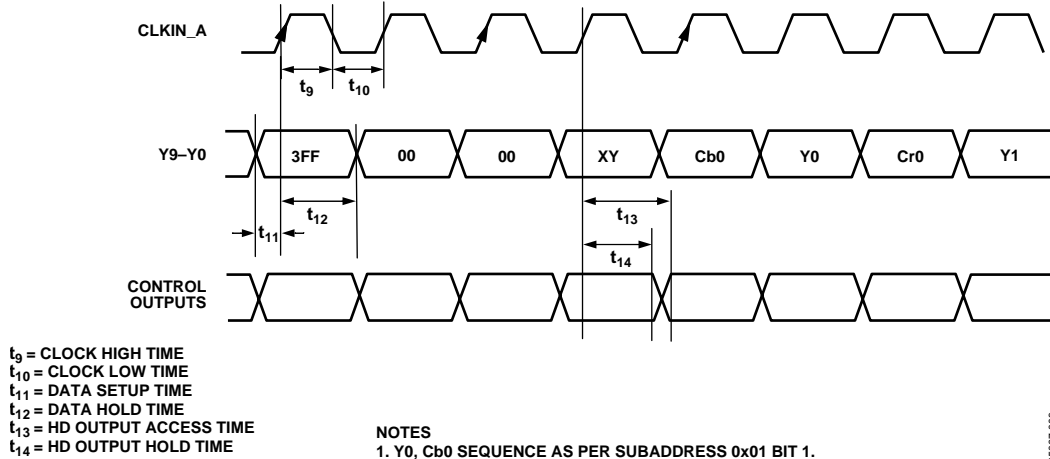 CLKIN_A
t9 t10
Y9–Y0
3FF 00 00 XY Cb0 Y0 Cr0 Y1
t12 t13
t11 t14
CONTROL
OUTPUTS
t9 = CLOCK HIGH TIME
t10 = CLOCK LOW TIME
t11 = DATA SETUP TIME
t12 = DATA HOLD TIME
t13 = HD OUTPUT ACCESS TIME
t14 = HD OUTPUT HOLD TIME
NOTES
1. Y0, Cb0 SEQUENCE AS PER SUBADDRESS 0x01 BIT 1.